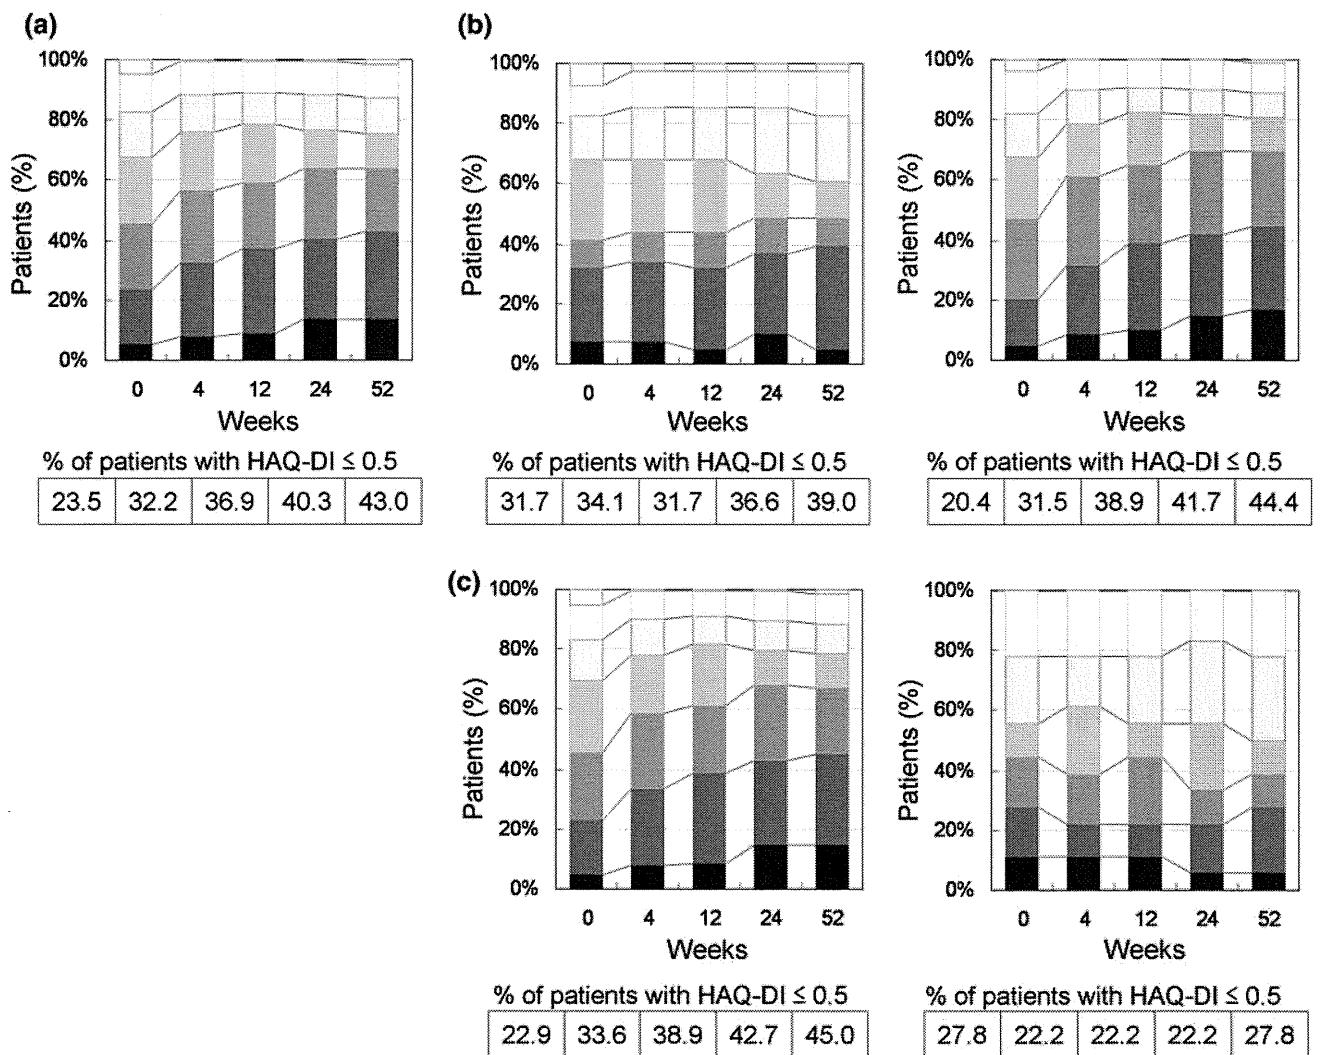 (a)
100%
80%
60%
40%
20%
0%
Patients (%)
0 4 12 24 52
Weeks
% of patients with HAQ-DI ≤ 0.5
23.5 32.2 36.9 40.3 43.0
(b)
100%
80%
60%
40%
20%
0%
Patients (%)
0 4 12 24 52
Weeks
% of patients with HAQ-DI ≤ 0.5
31.7 34.1 31.7 36.6 39.0
100%
80%
60%
40%
20%
0%
Patients (%)
0 4 12 24 52
Weeks
% of patients with HAQ-DI ≤ 0.5
20.4 31.5 38.9 41.7 44.4
(c)
100%
80%
60%
40%
20%
0%
Patients (%)
0 4 12 24 52
Weeks
% of patients with HAQ-DI ≤ 0.5
22.9 33.6 38.9 42.7 45.0
100%
80%
60%
40%
20%
0%
Patients (%)
0 4 12 24 52
Weeks
% of patients with HAQ-DI ≤ 0.5
27.8 22.2 22.2 22.2 27.8